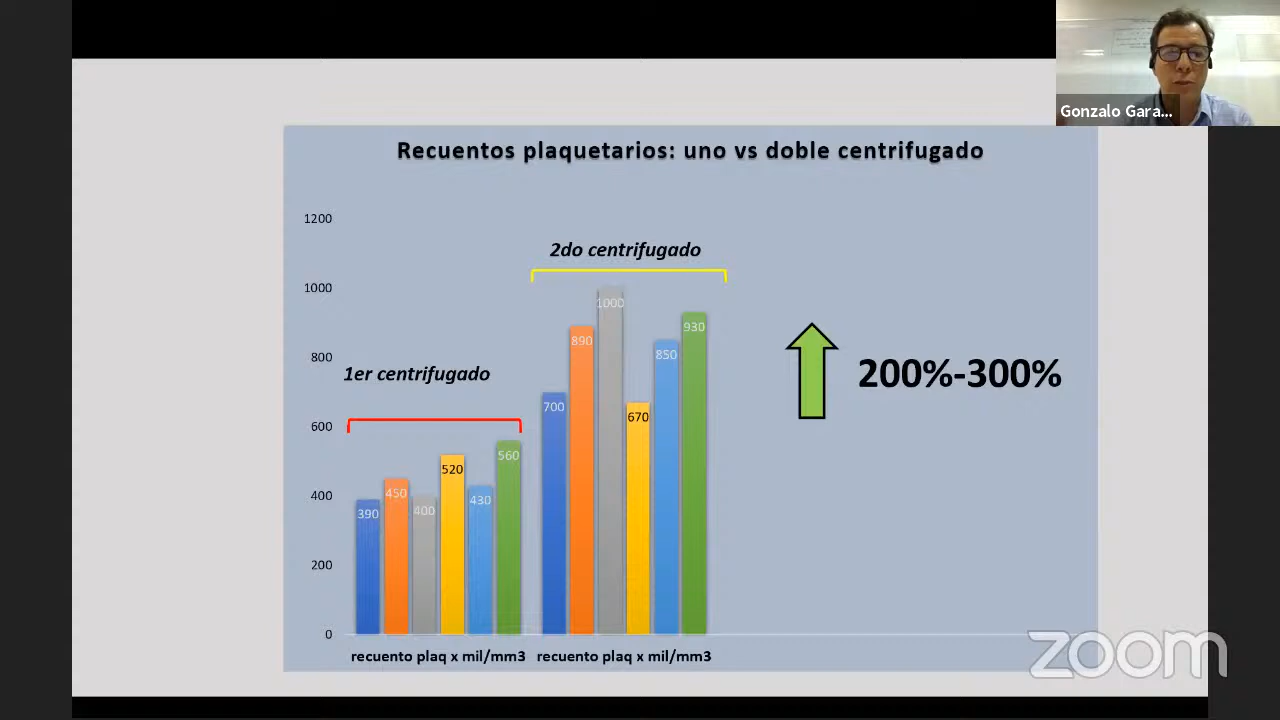 Gonzalo Gara...
Recuentos plaquetarios: uno vs doble centrifugado
1200
1000
800
600
400
200
0
2do centrifugado
1er centrifugado
390
450
400
520
430
560
700
890
1000
670
850
930
200%-300%
recuento plaq x mil/mm3
recuento plaq x mil/mm3
zoom